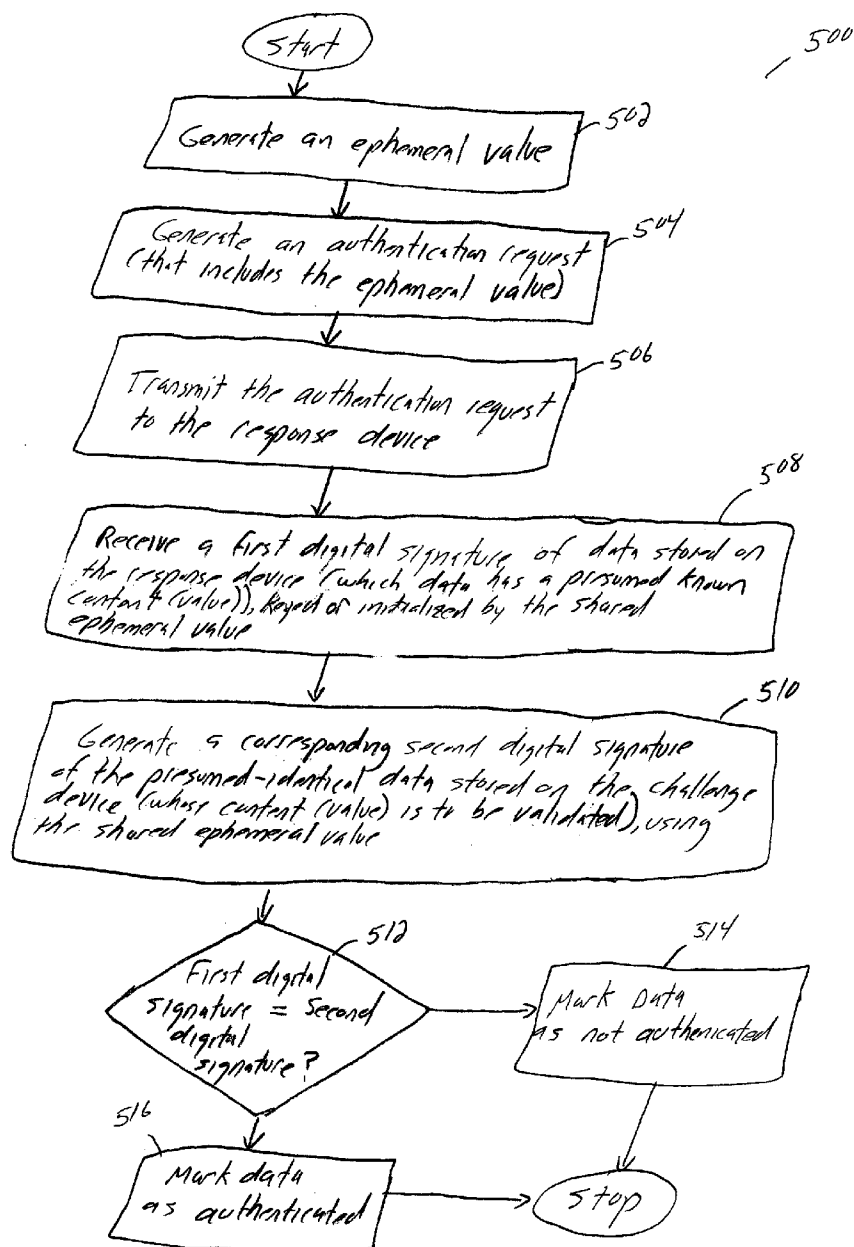 Start
500
Generate an ephemeral value
502
Generate an authentication request
(that includes the ephemeral value)
504
Transmit the authentication request
to the response device
506
Receive a first digital signature of data stored on
the response device (which data has a presumed known
content (value)), keyed or initialized by the shared
ephemeral value
508
Generate a corresponding second digital signature
of the presumed-identical data stored on the challenge
device (whose content (value) is to be validated), using
the shared ephemeral value
510
First digital
signature = Second
digital
signature?
512
Mark Data
as not authenicated
514
Mark data
as authenticated
516
Stop